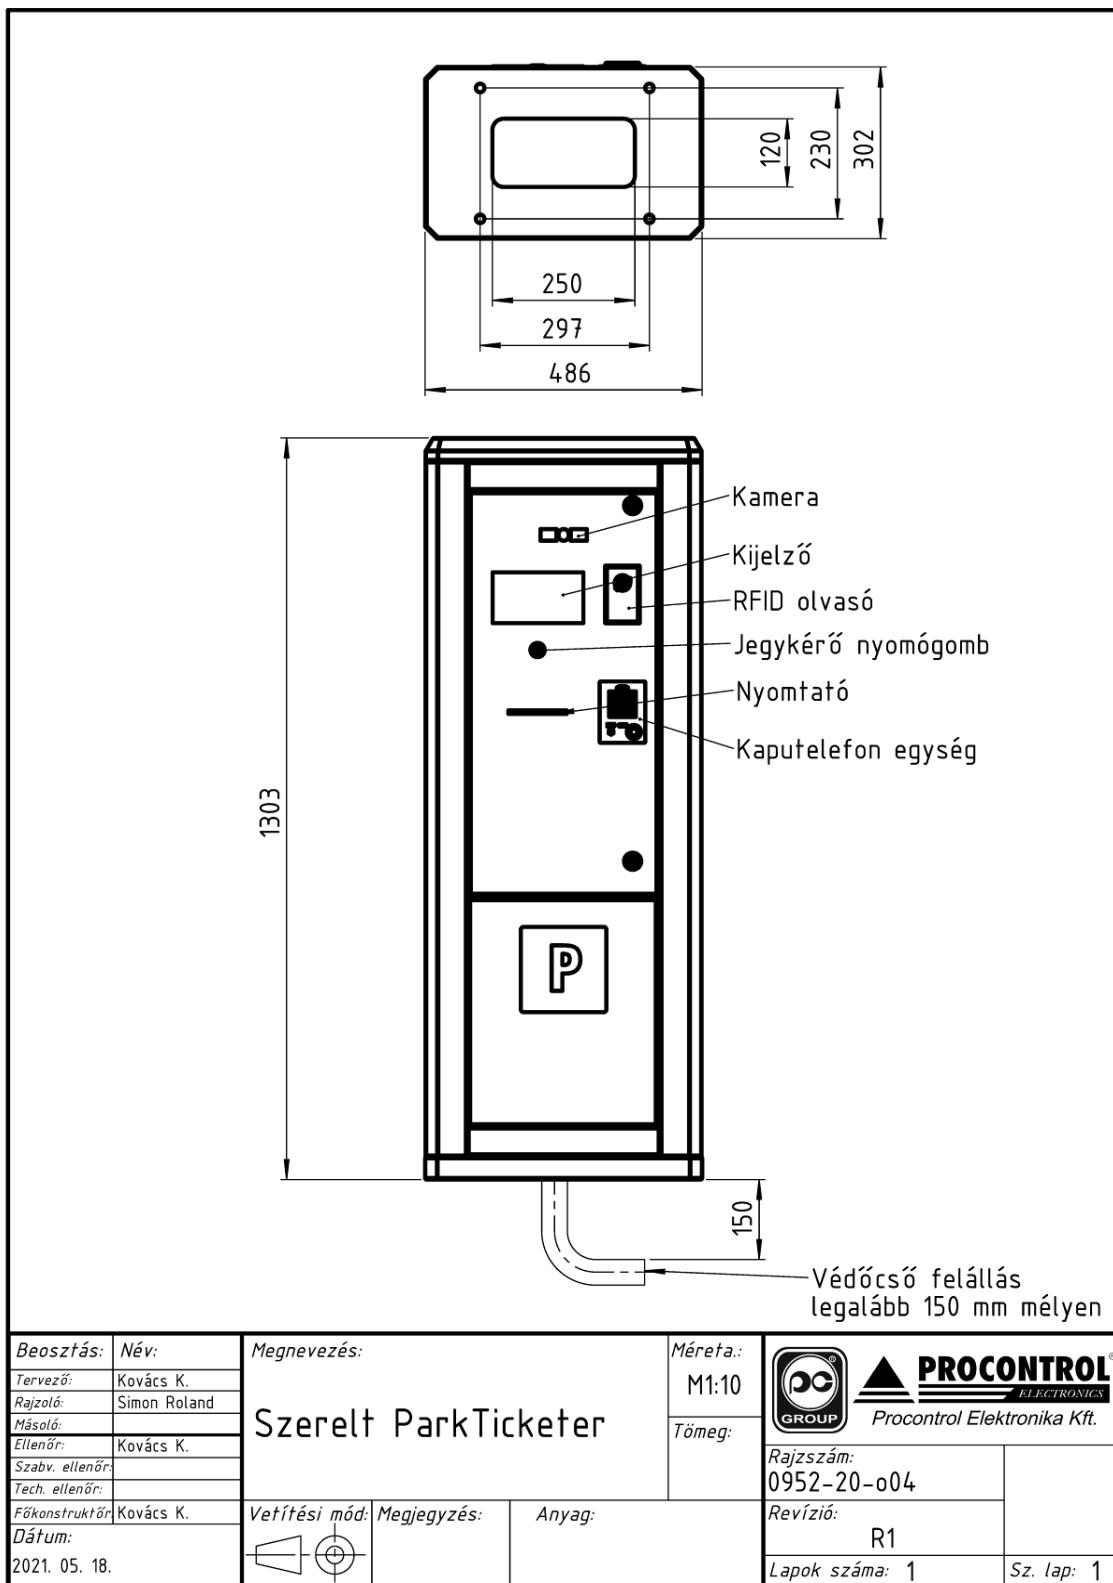 120
230
302
250
297
486
Kamera
Kijelző
RFID olvasó
Jegykérő nyomógomb
Nyomtató
Kaputelefon egység
1303
P
150
Védőcső felállás
legalább 150 mm mélyen
Beosztás: Név:
Tervező: Kovács K.
Rajzoló: Simon Roland
Másoló:
Ellenőr: Kovács K.
Szabv. ellenőr:
Tech. ellenőr:
Főkonstruktőr: Kovács K.
Dátum:
2021. 05. 18.
Megnevezés:
Szerelt ParkTicketer
Méreta.:
M1:10
Tömeg:
Vetítési mód:
Megjegyzés:
Anyag:
pc
GROUP
PROCONTROL
ELECTRONICS
Procontrol Elektronika Kft.
Rajzszám:
0952-20-o04
Revízió:
R1
Lapok száma: 1
Sz. lap: 1